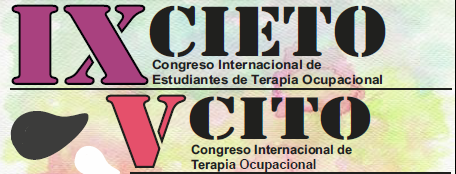 IX CIETO
Congreso Internacional de
Estudiantes de Terapia Ocupacional
V CITO
Congreso Internacional de
Terapia Ocupacional